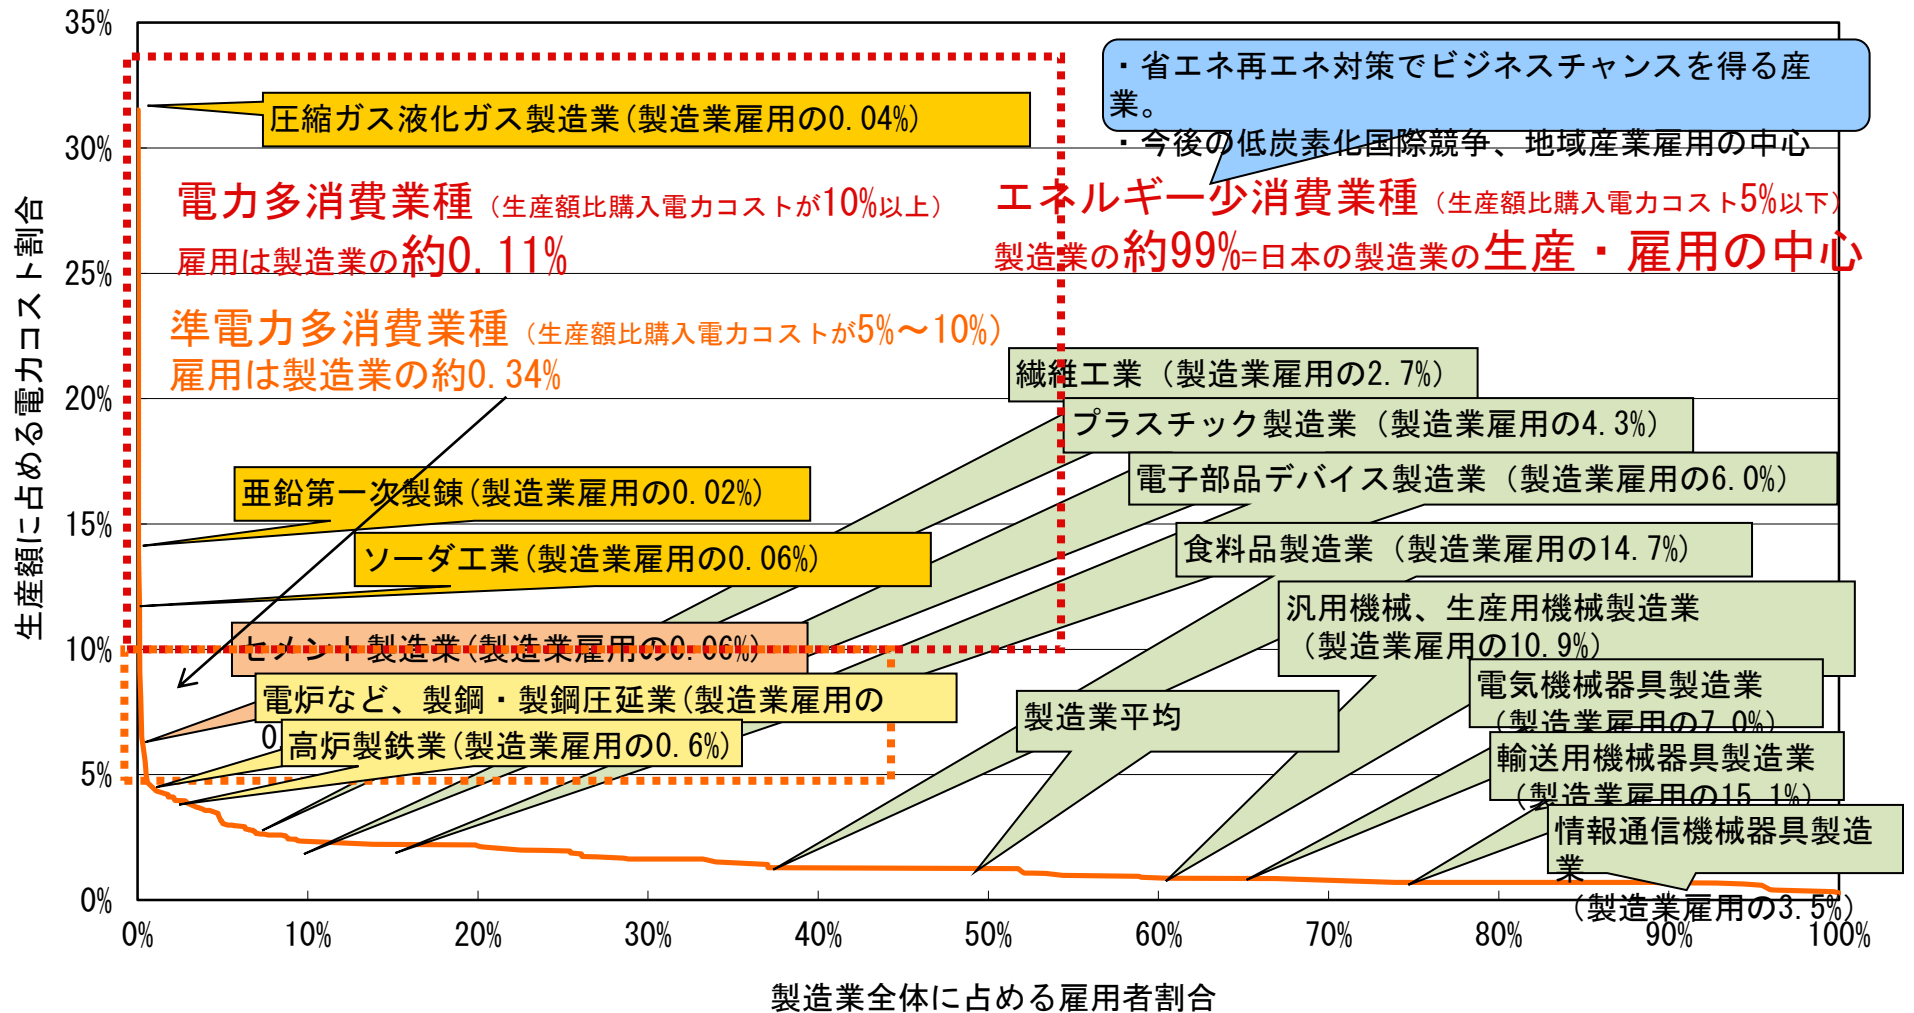 生産額に占める電力コスト割合
35%
30%
25%
20%
15%
10%
5%
0%
・省エネ再エネ対策でビジネスチャンスを得る産
業。
・今後の低炭素化国際競争、地域産業雇用の中心
圧縮ガス液化ガス製造業(製造業雇用の0.04%)
電力多消費業種（生産額比購入電力コストが10%以上）
雇用は製造業の約0.11%
エネルギー少消費業種（生産額比購入電力コスト5%以下）
製造業の約99%=日本の製造業の生産・雇用の中心
準電力多消費業種（生産額比購入電力コストが5%～10%）
雇用は製造業の約0.34%
繊維工業（製造業雇用の2.7%）
プラスチック製造業（製造業雇用の4.3%）
電子部品デバイス製造業（製造業雇用の6.0%）
亜鉛第一次製錬(製造業雇用の0.02%)
ソーダ工業(製造業雇用の0.06%)
食料品製造業（製造業雇用の14.7%）
汎用機械、生産用機械製造業
（製造業雇用の10.9%）
セメント製造業(製造業雇用の0.06%)
電炉など、製鋼・製鋼圧延業(製造業雇用の
0
高炉製鉄業(製造業雇用の0.6%)
製造業平均
電気機械器具製造業
（製造業雇用の7.0%）
輸送用機械器具製造業
（製造業雇用の15.1%）
情報通信機械器具製造
業
（製造業雇用の3.5%）
0% 10% 20% 30% 40% 50% 60% 70% 80% 90% 100%
製造業全体に占める雇用者割合